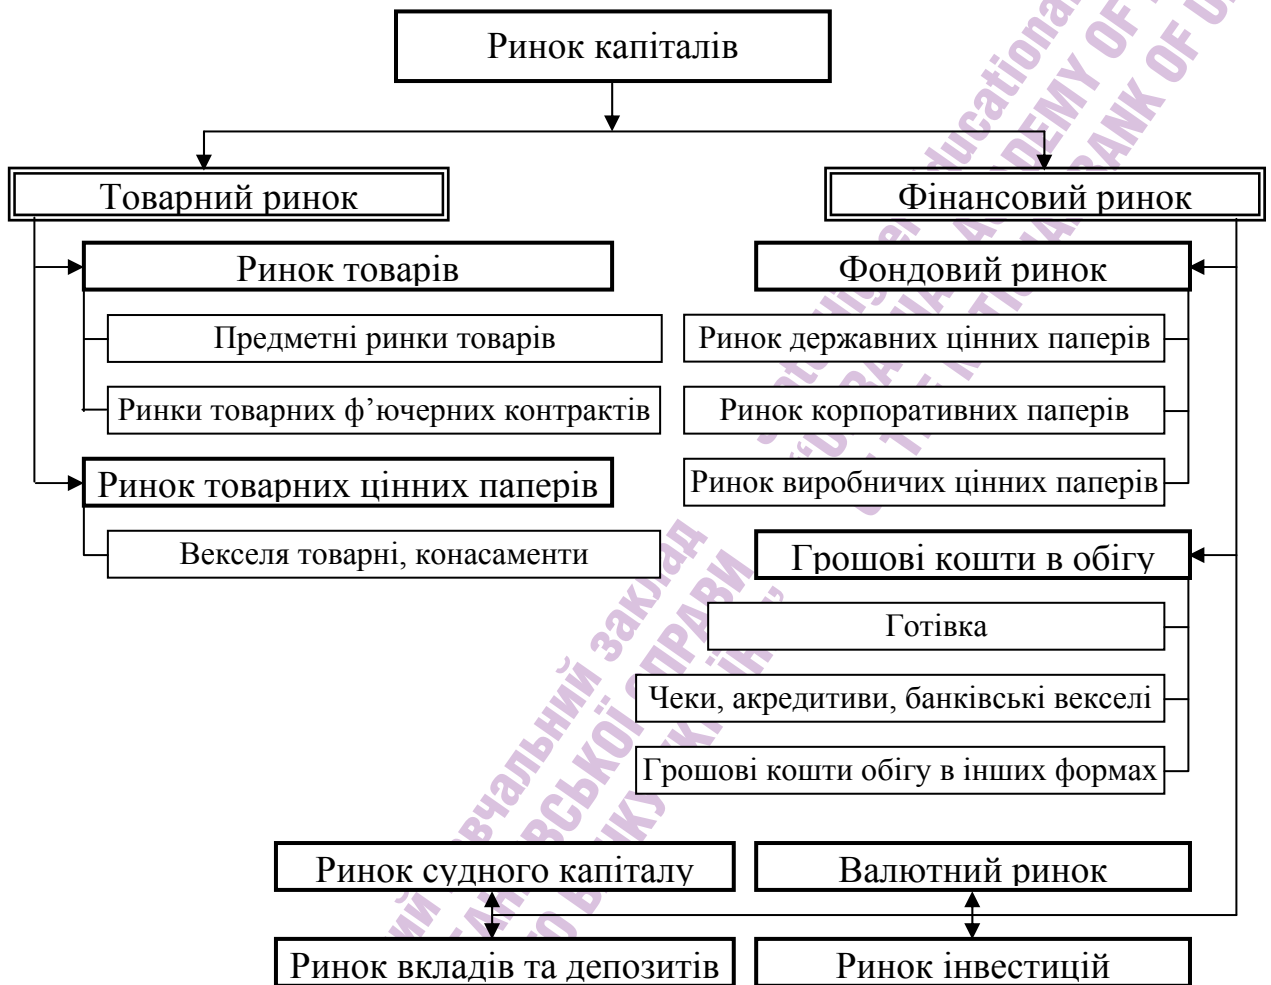 Ринок капіталів
Товарний ринок
Фінансовий ринок
Ринок товарів
Фондовий ринок
Предметні ринки товарів
Ринок державних цінних паперів
Ринки товарних ф’ючерних контрактів
Ринок корпоративних паперів
Ринок товарних цінних паперів
Ринок виробничих цінних паперів
Векселя товарні, конасаменти
Грошові кошти в обігу
Готівка
Чеки, акредитиви, банківські векселі
Грошові кошти обігу в інших формах
Ринок судного капіталу
Валютний ринок
Ринок вкладів та депозитів
Ринок інвестицій